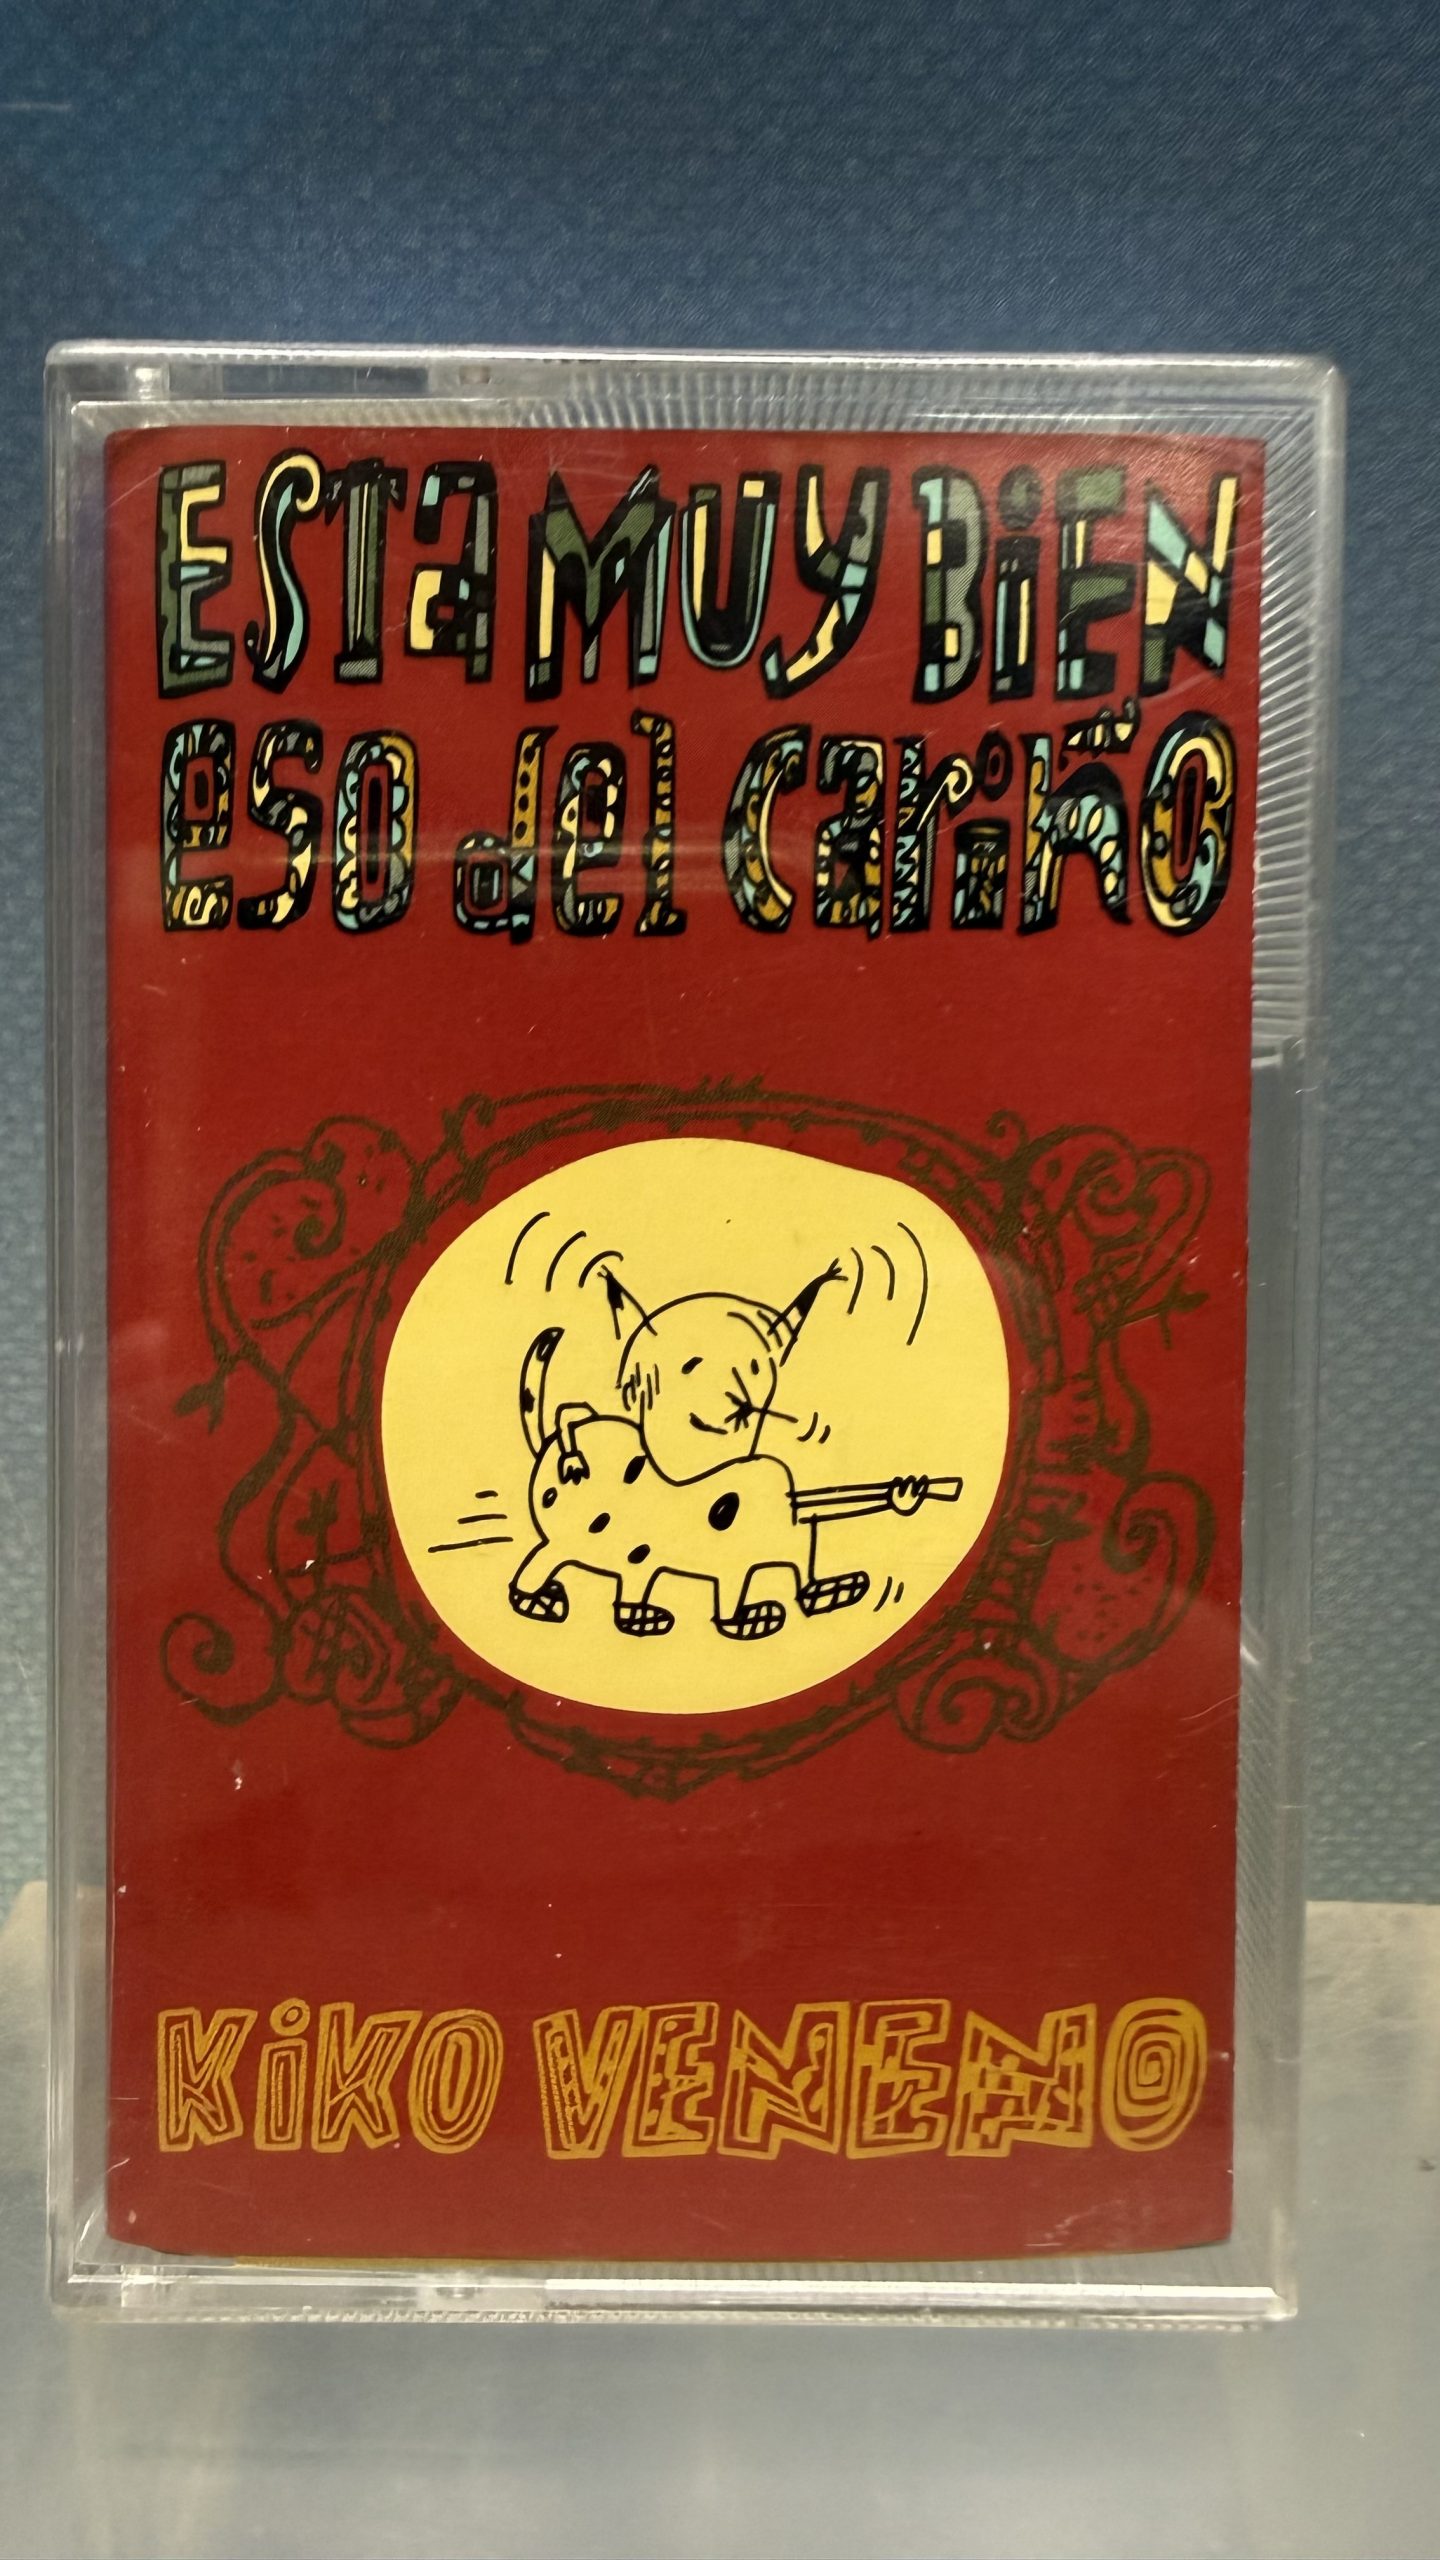 ESTa MUY BiEN
eso del cariño
KiKO VENENO